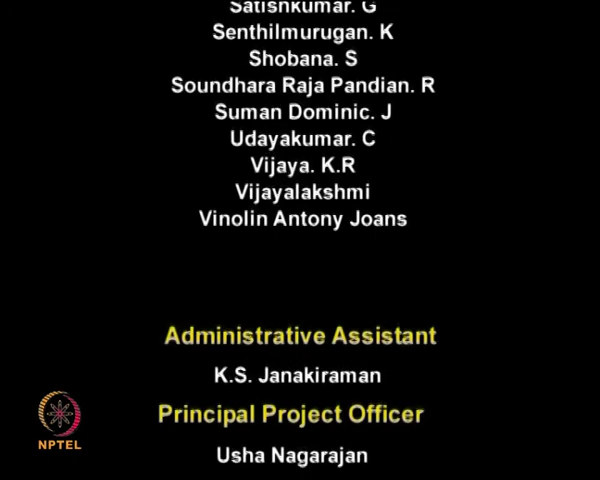 Satishkumar. G
Senthilmurugan. K
Shobana. S
Soundhara Raja Pandian. R
Suman Dominic. J
Udayakumar. C
Vijaya. K.R
Vijayalakshmi
Vinolin Antony Joans
Administrative Assistant
K.S. Janakiraman
Principal Project Officer
Usha Nagarajan
NPTEL